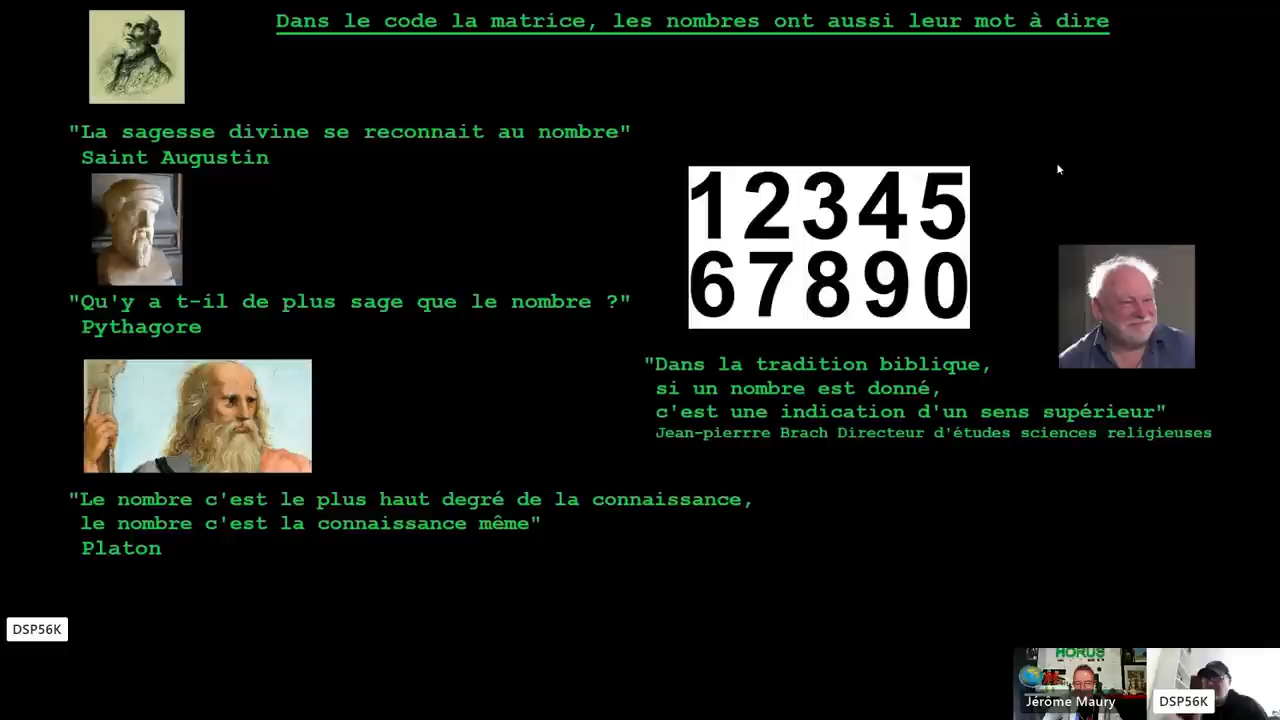 Dans le code la matrice, les nombres ont aussi leur mot à dire
"La sagesse divine se reconnait au nombre"
Saint Augustin
"Qu'y a t-il de plus sage que le nombre ?"
Pythagore
"Le nombre c'est le plus haut degré de la connaissance,
le nombre c'est la connaissance même"
Platon
12345
67890
"Dans la tradition biblique,
si un nombre est donné,
c'est une indication d'un sens supérieur"
Jean-pierrre Brach Directeur d'études sciences religieuses
DSP56K
HORUS
Jérôme Maury
DSP56K